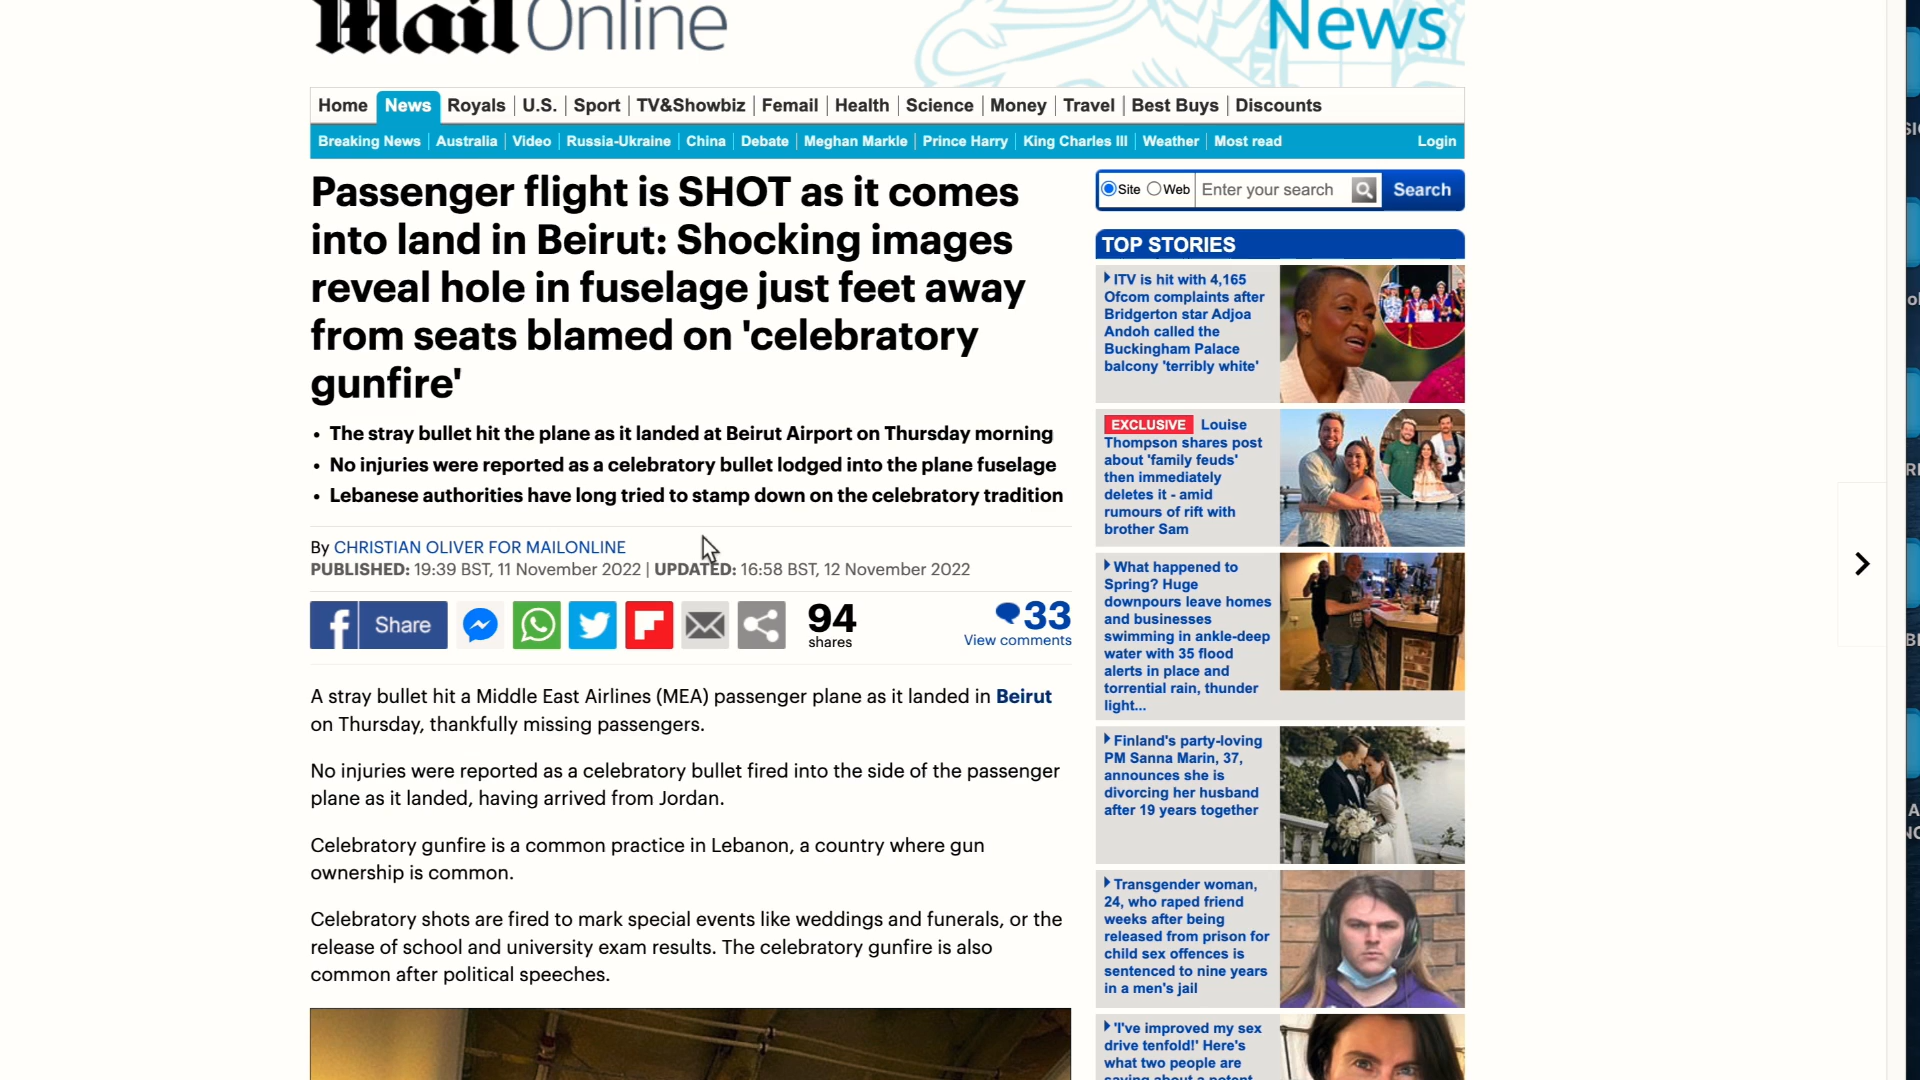 Mail Online
News
Home News Royals U.S. Sport TV&Showbiz Femail Health Science Money Travel Best Buys Discounts
Breaking News Australia Video Russia-Ukraine China Debate Meghan Markle Prince Harry King Charles III Weather Most read Login
Passenger flight is SHOT as it comes
into land in Beirut: Shocking images
reveal hole in fuselage just feet away
from seats blamed on 'celebratory
gunfire'
• The stray bullet hit the plane as it landed at Beirut Airport on Thursday morning
• No injuries were reported as a celebratory bullet lodged into the plane fuselage
• Lebanese authorities have long tried to stamp down on the celebratory tradition
By CHRISTIAN OLIVER FOR MAILONLINE
PUBLISHED: 19:39 BST, 11 November 2022 | UPDATED: 16:58 BST, 12 November 2022
Share
94
shares
33
View comments
A stray bullet hit a Middle East Airlines (MEA) passenger plane as it landed in Beirut
on Thursday, thankfully missing passengers.
No injuries were reported as a celebratory bullet fired into the side of the passenger
plane as it landed, having arrived from Jordan.
Celebratory gunfire is a common practice in Lebanon, a country where gun
ownership is common.
Celebratory shots are fired to mark special events like weddings and funerals, or the
release of school and university exam results. The celebratory gunfire is also
common after political speeches.
Site Web Enter your search Search
TOP STORIES
ITV is hit with 4,165
Ofcom complaints after
Bridgerton star Adjoa
Andoh called the
Buckingham Palace
balcony 'terribly white'
EXCLUSIVE Louise
Thompson shares post
about 'family feuds'
then immediately
deletes it - amid
rumours of rift with
brother Sam
What happened to
Spring? Huge
downpours leave homes
and businesses
swimming in ankle-deep
water with 35 flood
alerts in place and
torrential rain, thunder
light...
Finland's party-loving
PM Sanna Marin, 37,
announces she is
divorcing her husband
after 19 years together
Transgender woman,
24, who raped friend
weeks after being
released from prison for
child sex offences is
sentenced to nine years
in a men's jail
'I've improved my sex
drive tenfold!' Here's
what two people are
saying about a potent